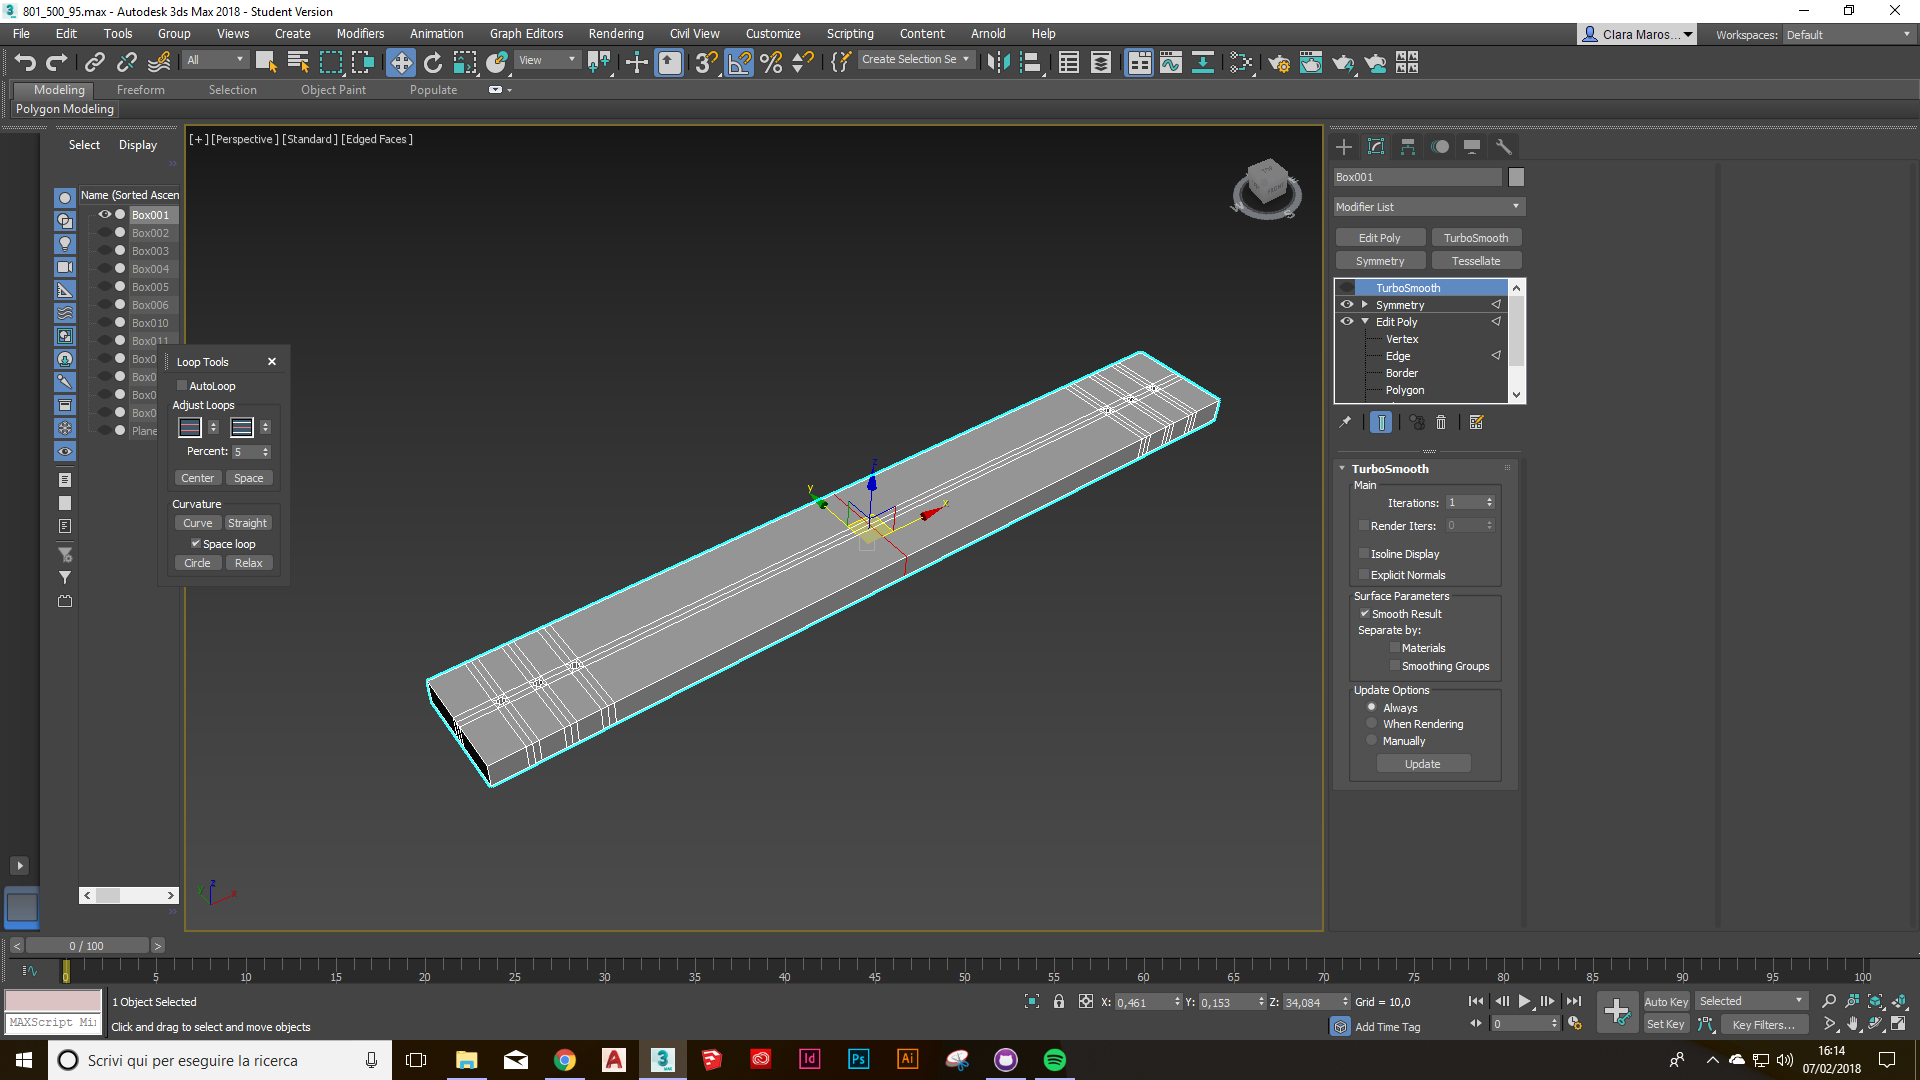 801_500_95.max - Autodesk 3ds Max 2018 - Student Version
File Edit Tools Group Views Create Modifiers Animation Graph Editors Rendering Civil View Customize Scripting Content Arnold Help
Clara Maros... Workspaces: Default
All View Create Selection Se
Modeling Freeform Selection Object Paint Populate
Polygon Modeling
Select Display
[+] [Perspective] [Standard] [Edged Faces]
Name (Sorted Ascen
Box001
Box002
Box003
Box004
Box005
Box006
Box010
Box011
Box0
Box0
Box0
Box0
Plane
Loop Tools
AutoLoop
Adjust Loops
Percent: 5
Center Space
Curvature
Curve Straight
Space loop
Circle Relax
y z x
Box001
Modifier List
Edit Poly TurboSmooth
Symmetry Tessellate
TurboSmooth
Symmetry
Edit Poly
Vertex
Edge
Border
Polygon
TurboSmooth
Main
Iterations: 1
Render Iters: 0
Isoline Display
Explicit Normals
Surface Parameters
Smooth Result
Separate by:
Materials
Smoothing Groups
Update Options
Always
When Rendering
Manually
Update
0 / 100
0 5 10 15 20 25 30 35 40 45 50 55 60 65 70 75 80 85 90 95 100
1 Object Selected
X: 0,461 Y: 0,153 Z: 34,084 Grid = 10,0
Auto Key Selected
MAXScript Mi
Click and drag to select and move objects
Add Time Tag
0
Set Key Key Filters...
Scrivi qui per eseguire la ricerca
16:14
07/02/2018